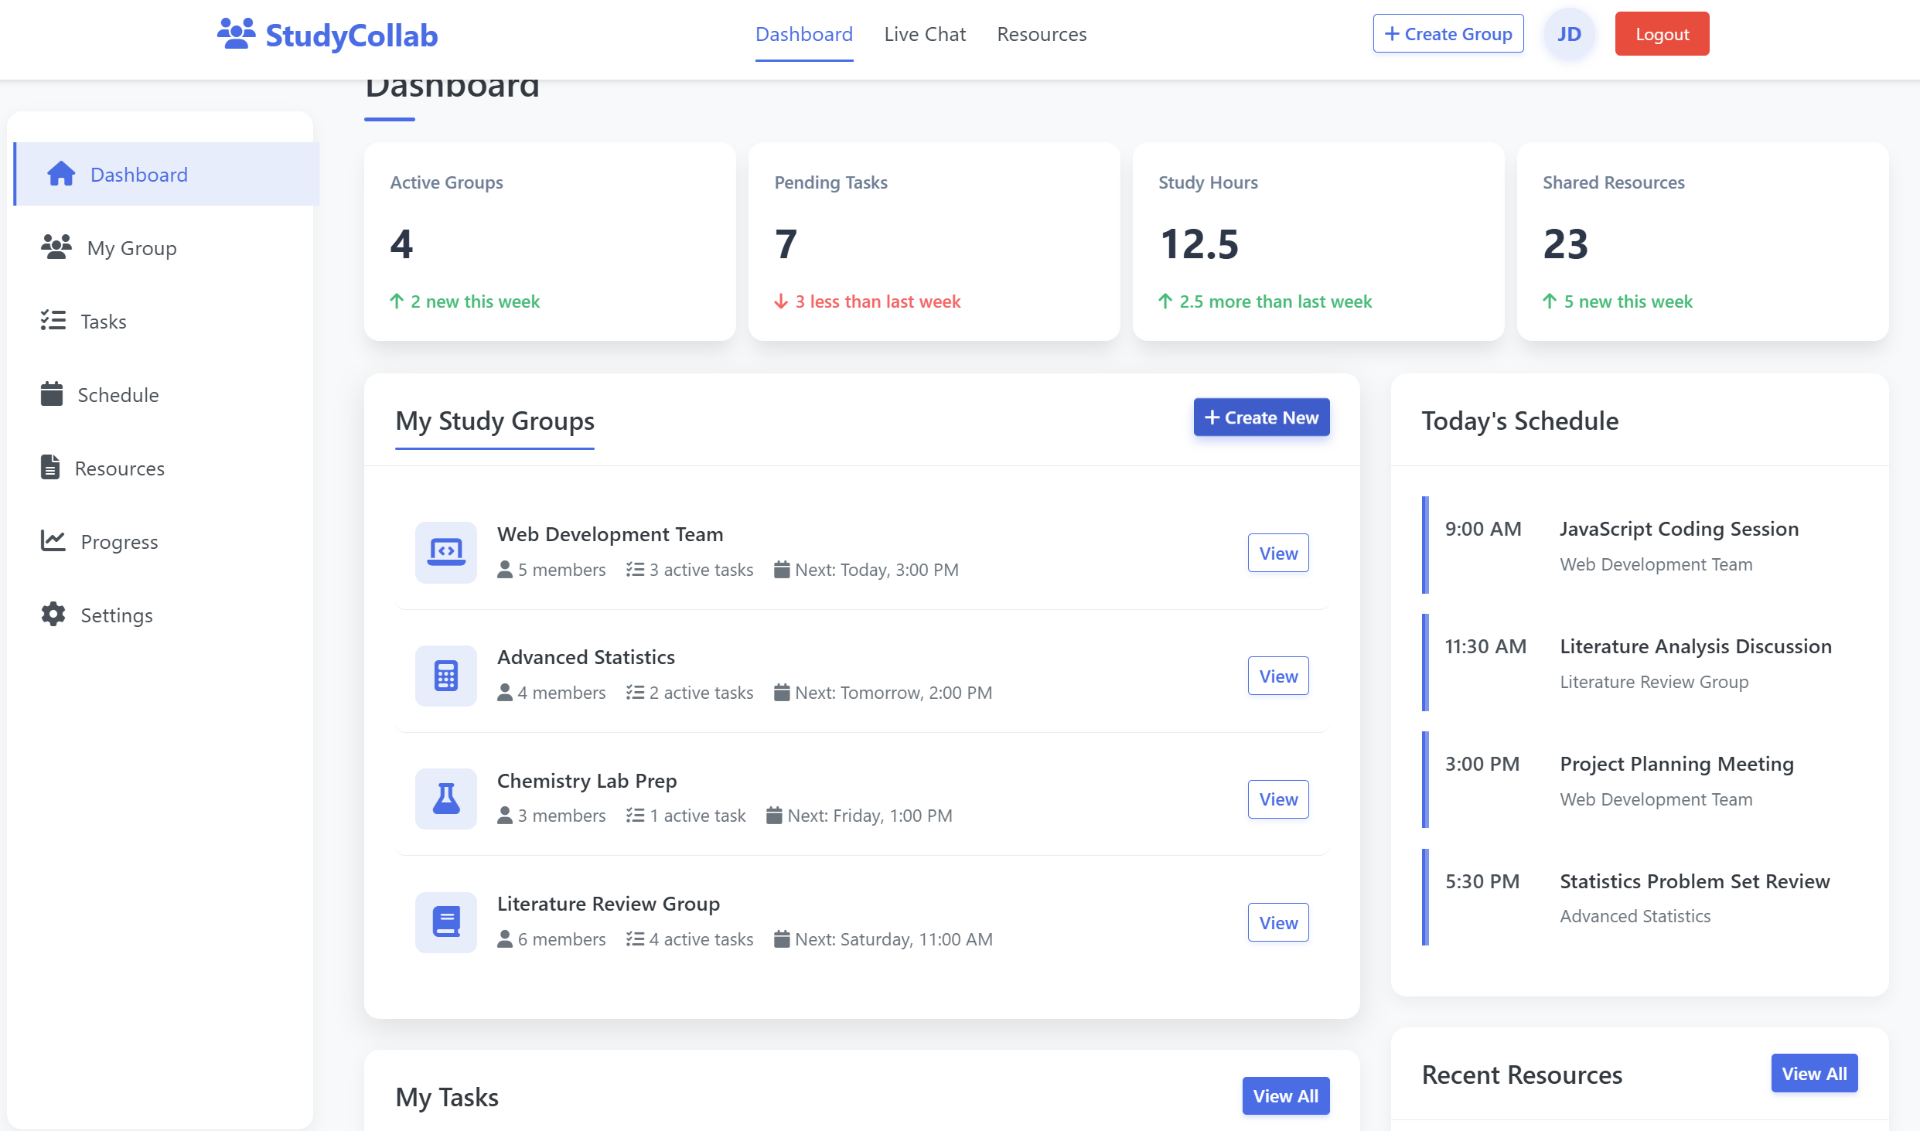 StudyCollab
Dashboard
Live Chat
Resources
+ Create Group
JD
Logout
Dashboard
Dashboard
My Group
Tasks
Schedule
Resources
Progress
Settings
Active Groups
4
↑ 2 new this week
Pending Tasks
7
↓ 3 less than last week
Study Hours
12.5
↑ 2.5 more than last week
Shared Resources
23
↑ 5 new this week
My Study Groups
+ Create New
Web Development Team
5 members 3 active tasks Next: Today, 3:00 PM
View
Advanced Statistics
4 members 2 active tasks Next: Tomorrow, 2:00 PM
View
Chemistry Lab Prep
3 members 1 active task Next: Friday, 1:00 PM
View
Literature Review Group
6 members 4 active tasks Next: Saturday, 11:00 AM
View
Today's Schedule
9:00 AM JavaScript Coding Session
Web Development Team
11:30 AM Literature Analysis Discussion
Literature Review Group
3:00 PM Project Planning Meeting
Web Development Team
5:30 PM Statistics Problem Set Review
Advanced Statistics
My Tasks
View All
Recent Resources
View All